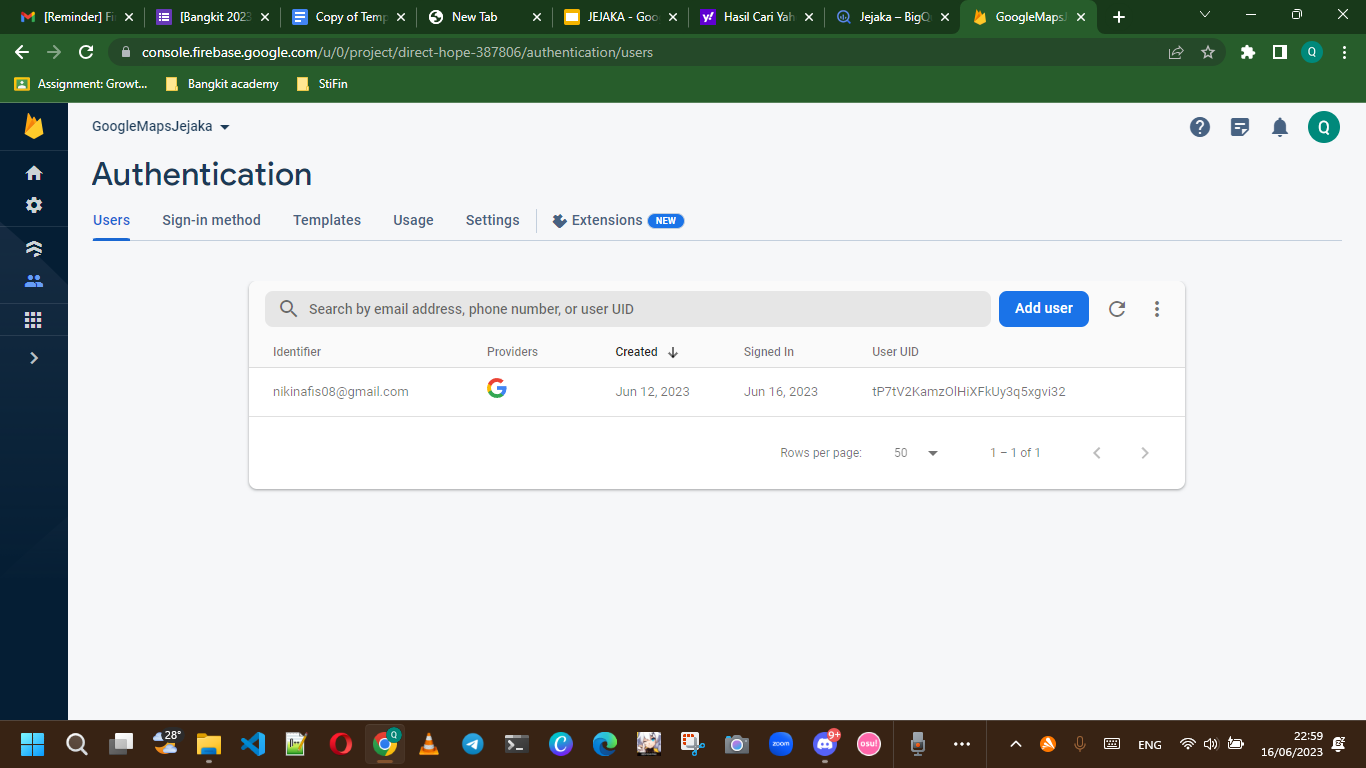 [Reminder] Fi
[Bangkit 2023
Copy of Temp
New Tab
JEJAKA - Goo
Hasil Cari Yah
Jejaka – BigQ
GoogleMapsJ
console.firebase.google.com/u/0/project/direct-hope-387806/authentication/users
Q
Assignment: Growt...
Bangkit academy
StiFin
GoogleMapsJejaka
Q
Authentication
Users
Sign-in method
Templates
Usage
Settings
Extensions
NEW
Search by email address, phone number, or user UID
Add user
Identifier
Providers
Created
Signed In
User UID
nikinafis08@gmail.com
Jun 12, 2023
Jun 16, 2023
tP7tV2KamzOlHiXFkUy3q5xgvi32
Rows per page:
50
1 – 1 of 1
28°
Q
zoom
9+
osu!
ENG
22:59
16/06/2023